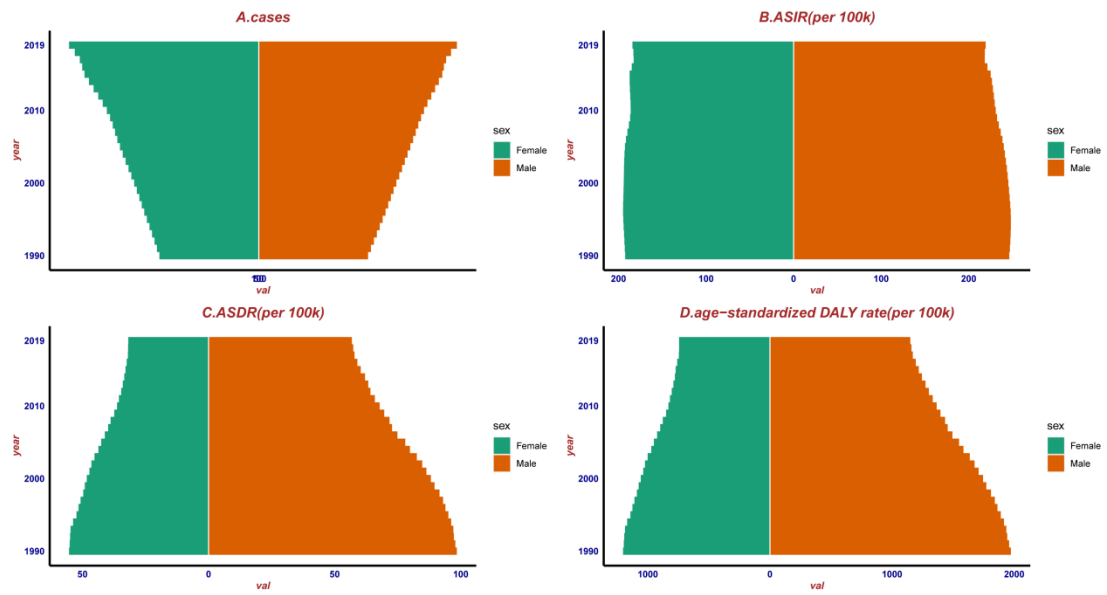 A.cases
2019
2010
2000
1990
year
val
sex
Female
Male
B.ASIR(per 100k)
2019
2010
2000
1990
year
200
100
0
100
200
val
sex
Female
Male
C.ASDR(per 100k)
2019
2010
2000
1990
year
50
0
50
100
val
sex
Female
Male
D.age−standardized DALY rate(per 100k)
2019
2010
2000
1990
year
1000
0
1000
2000
val
sex
Female
Male